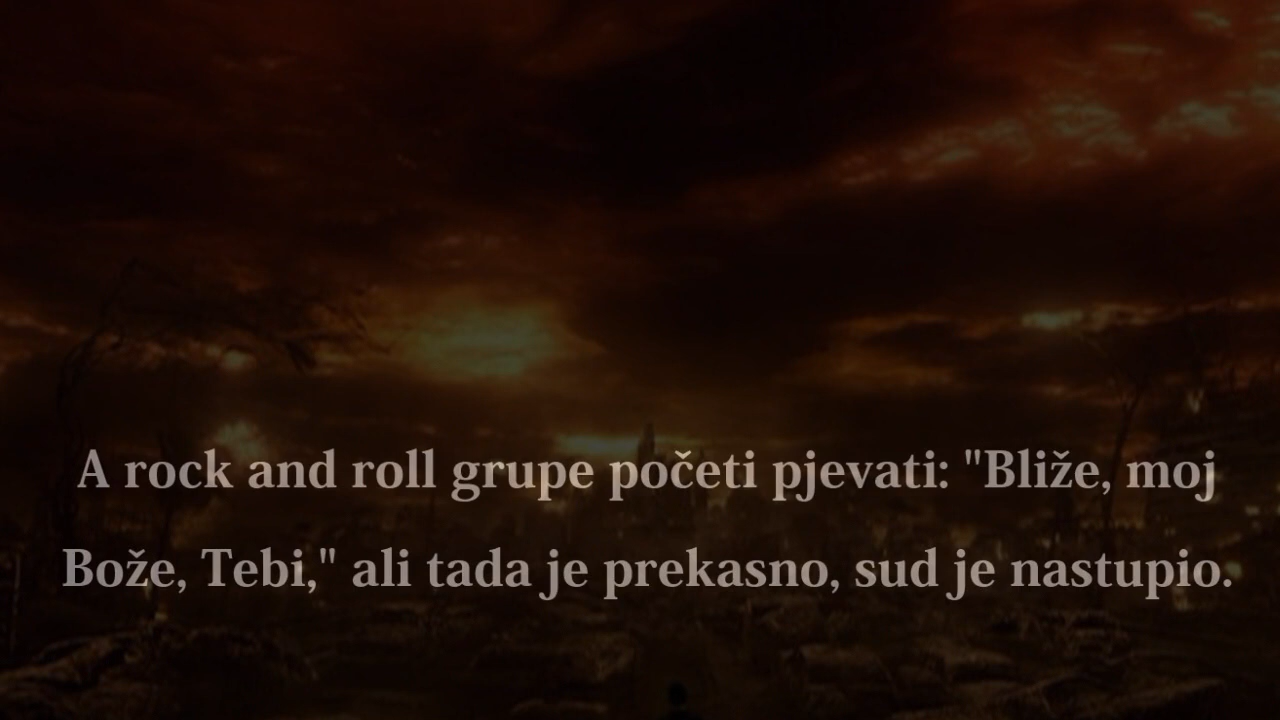 A rock and roll grupe početi pjevati: "Bliže, moj
Bože, Tebi," ali tada je prekasno, sud je nastupio.